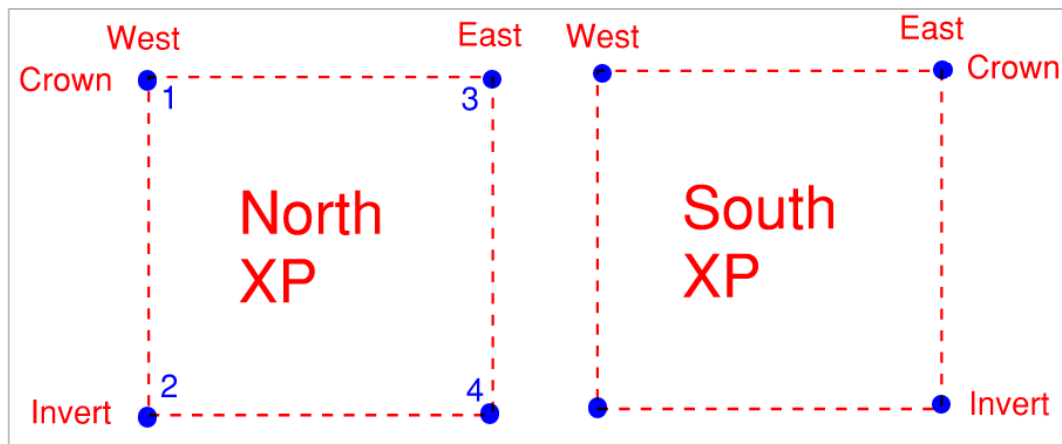 West
East
West
East
Crown
Crown
1
3
North
XP
South
XP
2
4
Invert
Invert